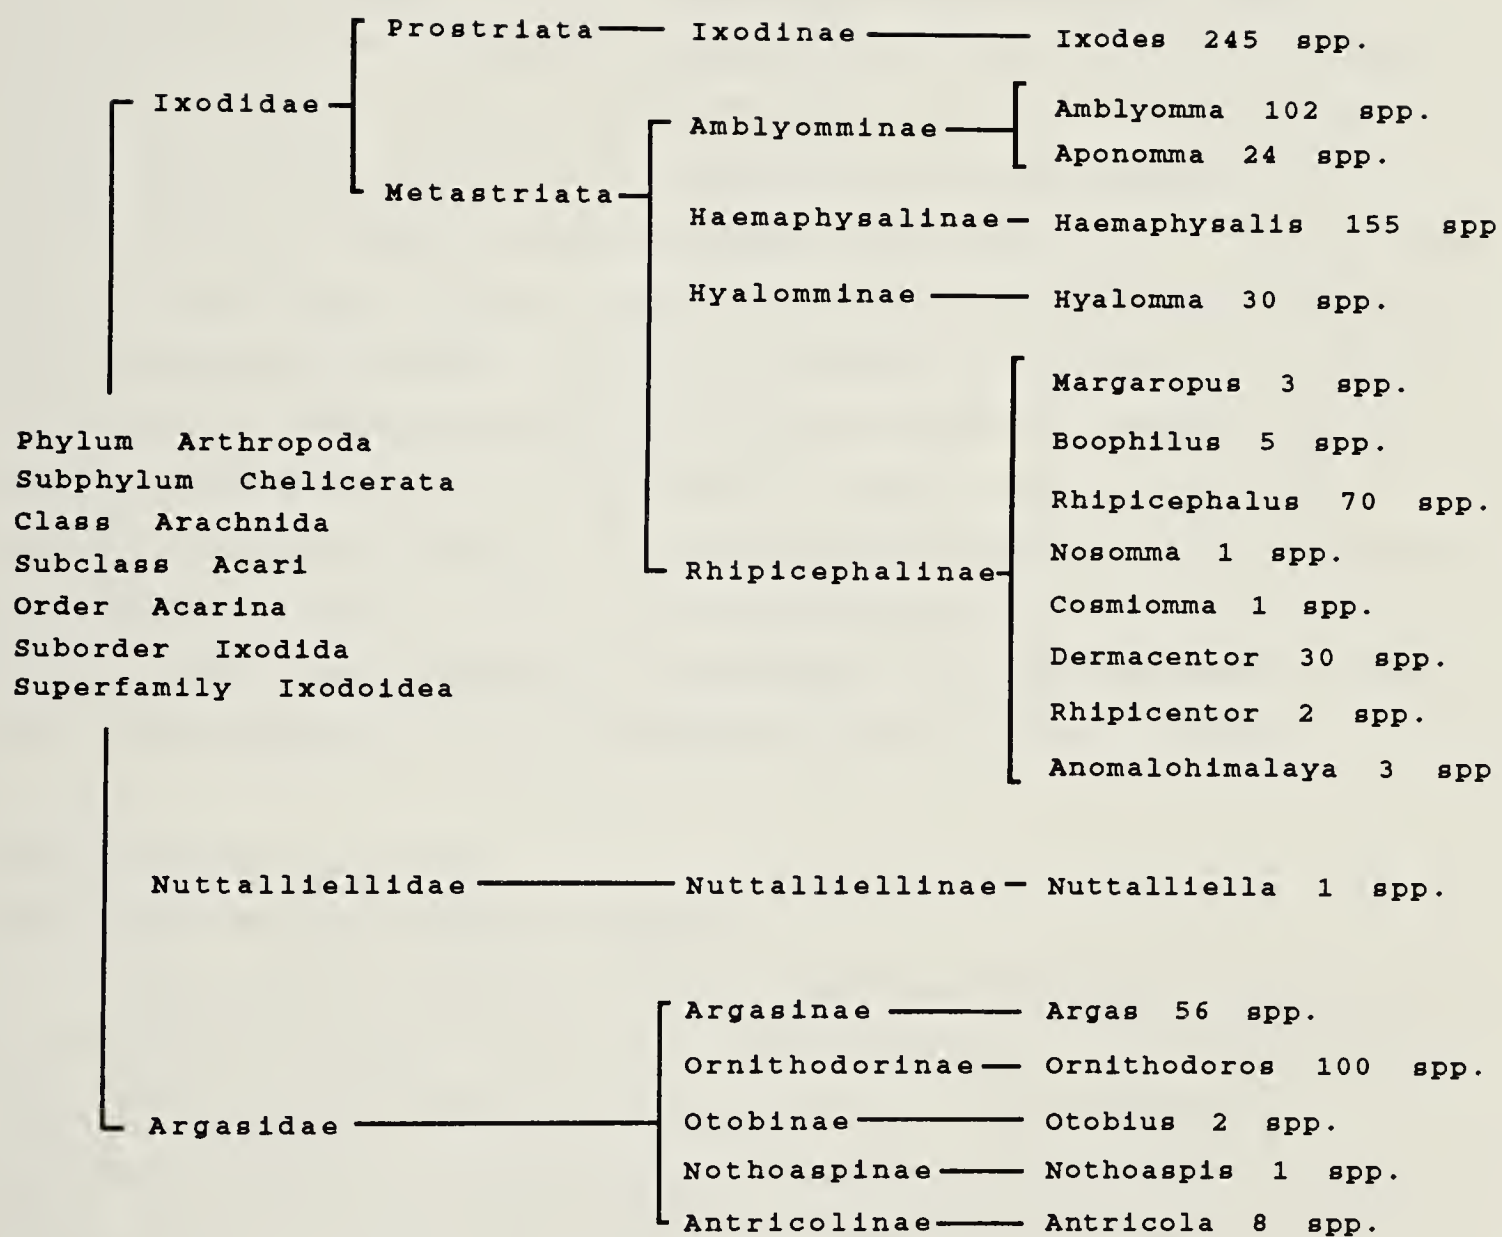 Prostriata Ixodinae Ixodes 245 spp.
Ixodidae
Amblyomminae
Amblyomma 102 spp.
Aponomma 24 spp.
Metastriata
Haemaphysalinae Haemaphysalis 155 spp
Hyalomminae Hyalomma 30 spp.
Rhipicephalinae
Margaropus 3 spp.
Boophilus 5 spp.
Rhipicephalus 70 spp.
Nosomma 1 spp.
Cosmiomma 1 spp.
Dermacentor 30 spp.
Rhipicentor 2 spp.
Anomalohimalaya 3 spp
Phylum Arthropoda
Subphylum Chelicerata
Class Arachnida
Subclass Acari
Order Acarina
Suborder Ixodida
Superfamily Ixodoidea
Nuttalliellidae Nuttalliellinae Nuttalliella 1 spp.
Argasidae
Argasinae Argas 56 spp.
Ornithodorinae Ornithodoros 100 spp.
Otobinae Otobius 2 spp.
Nothoaspinae Nothoaspis 1 spp.
Antricolinae Antricola 8 spp.